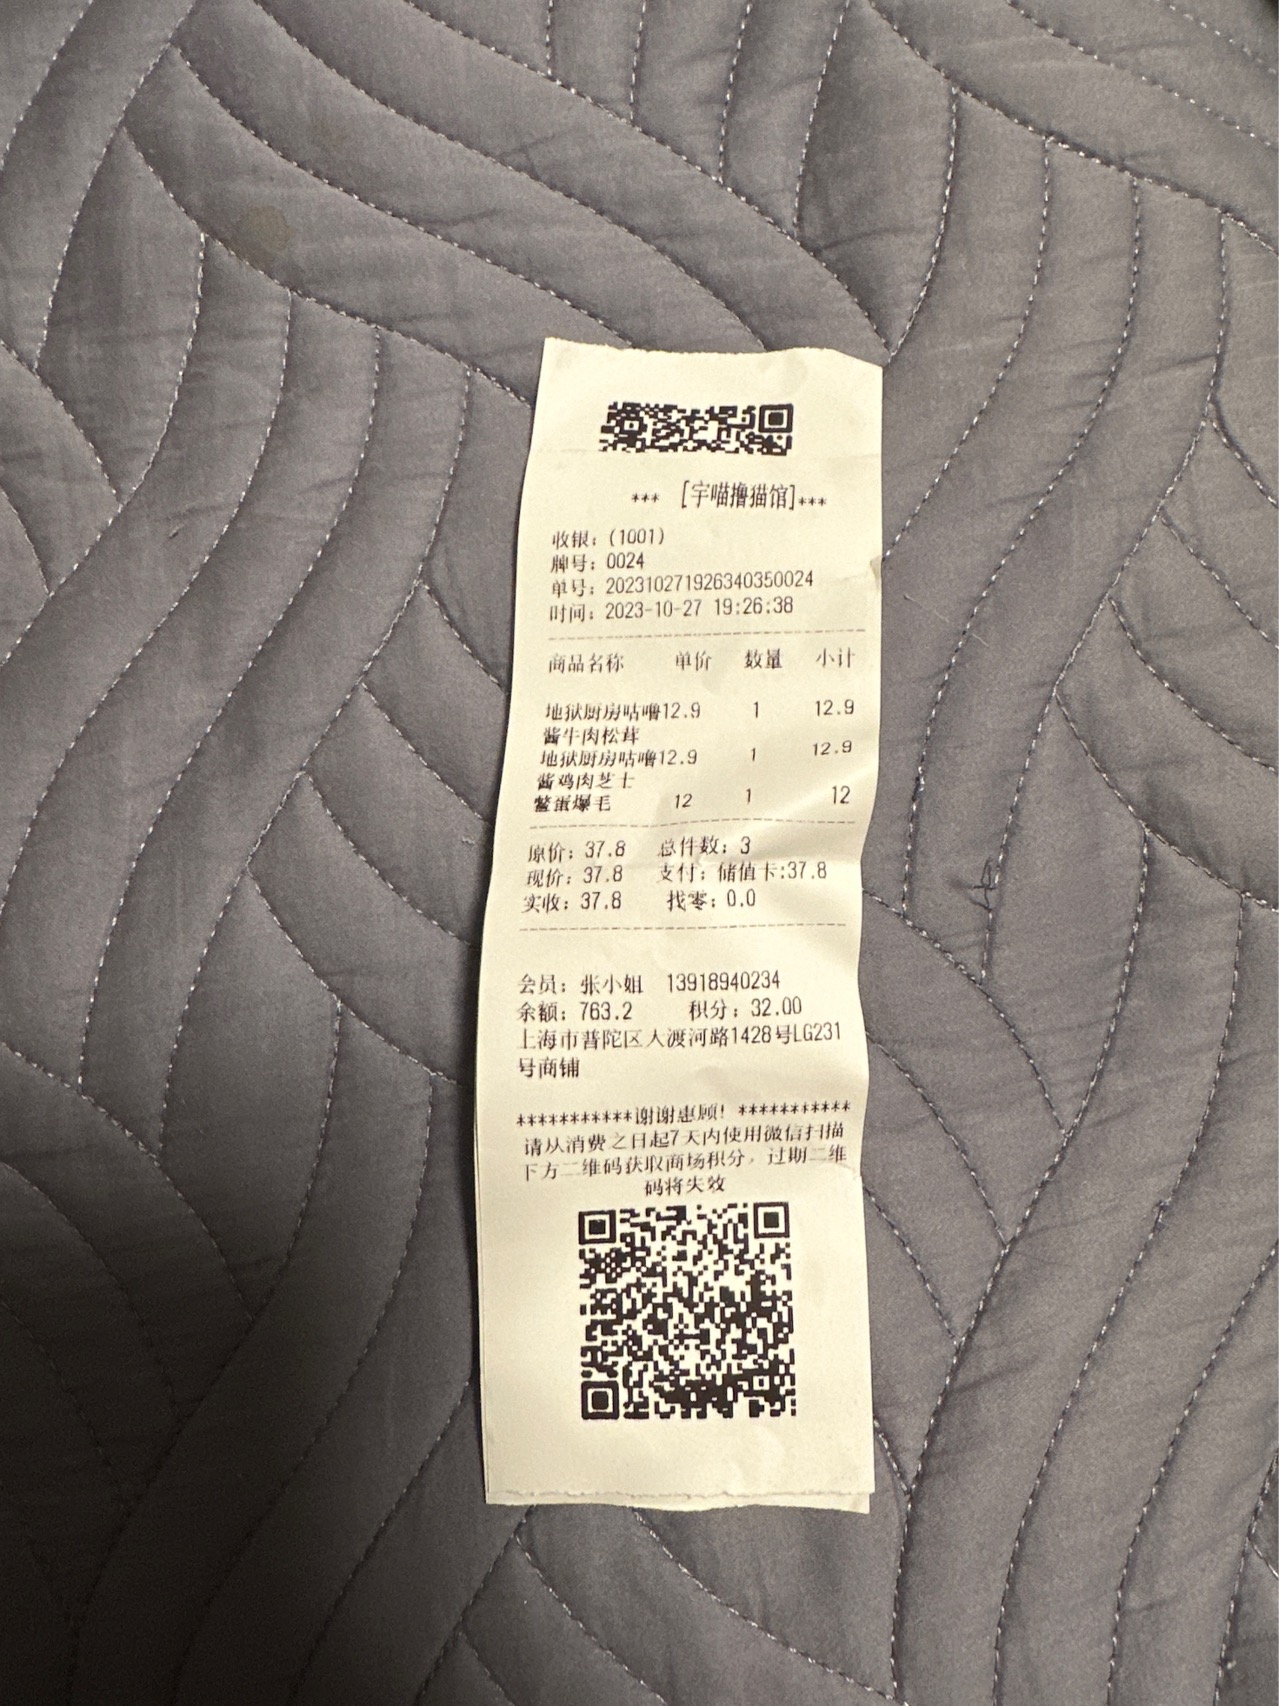 *** [宇喵撸猫馆]***
收银：(1001)
牌号：0024
单号：202310271926340350024
时间：2023-10-27 19:26:38
商品名称 单价 数量 小计
地狱厨房咕噜12.9 1 12.9
酱牛肉松茸
地狱厨房咕噜12.9 1 12.9
酱鸡肉芝士
鳖蛋爆毛 12 1 12
原价：37.8 总件数：3
现价：37.8 支付：储值卡:37.8
实收：37.8 找零：0.0
会员：张小姐 13918940234
余额：763.2 积分：32.00
上海市普陀区大渡河路1428号LG231
号商铺
***********谢谢惠顾！***********
请从消费之日起7天内使用微信扫描
下方二维码获取商场积分，过期二维
码将失效